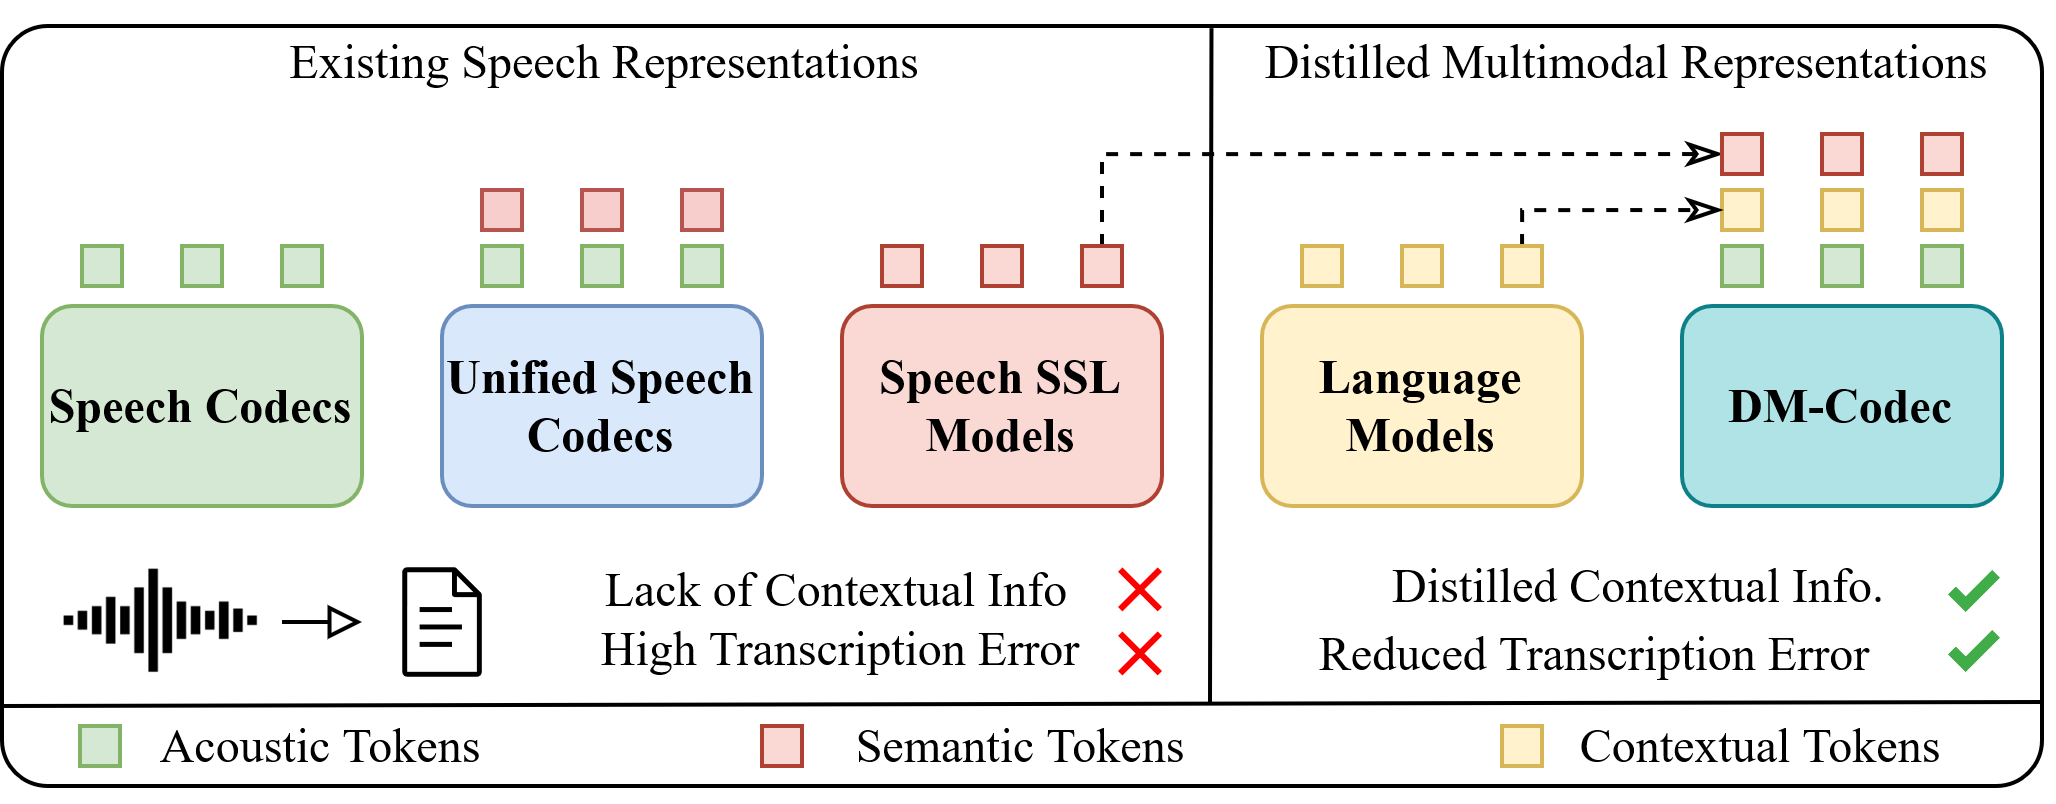 Existing Speech Representations
Distilled Multimodal Representations
Speech Codecs
Unified Speech
Codecs
Speech SSL
Models
Language
Models
DM-Codec
Lack of Contextual Info
High Transcription Error
Distilled Contextual Info.
Reduced Transcription Error
Acoustic Tokens
Semantic Tokens
Contextual Tokens